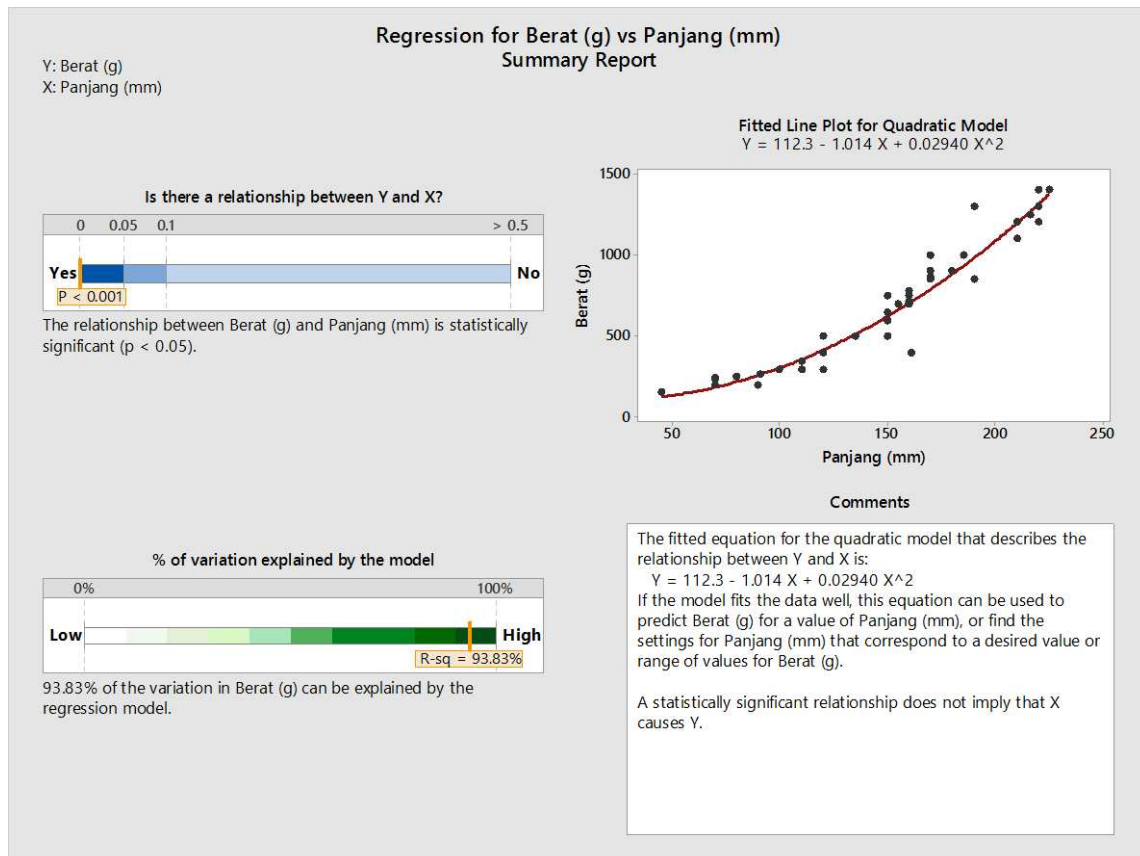 Regression for Berat (g) vs Panjang (mm)
Summary Report
Y: Berat (g)
X: Panjang (mm)
Is there a relationship between Y and X?
0 0.05 0.1 > 0.5
Yes No
P < 0.001
The relationship between Berat (g) and Panjang (mm) is statistically
significant (p < 0.05).
% of variation explained by the model
0% 100%
Low High
R-sq = 93.83%
93.83% of the variation in Berat (g) can be explained by the
regression model.
Fitted Line Plot for Quadratic Model
Y = 112.3 - 1.014 X + 0.02940 X^2
1500
1000
500
0
Berat (g)
50 100 150 200 250
Panjang (mm)
Comments
The fitted equation for the quadratic model that describes the
relationship between Y and X is:
Y = 112.3 - 1.014 X + 0.02940 X^2
If the model fits the data well, this equation can be used to
predict Berat (g) for a value of Panjang (mm), or find the
settings for Panjang (mm) that correspond to a desired value or
range of values for Berat (g).
A statistically significant relationship does not imply that X
causes Y.